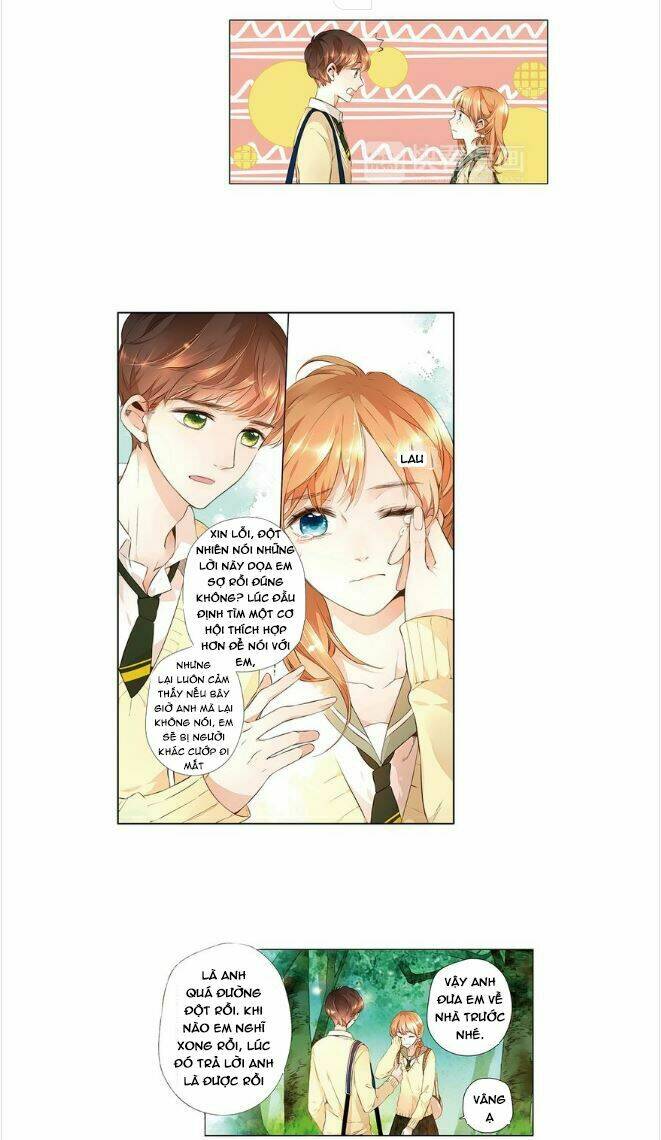 快看漫画
LAU
XIN LỖI, ĐỘT
NHIÊN NÓI NHỮNG
LỜI NÀY DỌA EM
SỢ RỒI ĐÚNG
KHÔNG? LÚC ĐẦU
ĐỊNH TÌM MỘT CƠ
HỘI THÍCH HỢP
HƠN ĐỂ NÓI VỚI
EM,
NHƯNG
LẠI LUÔN CẢM
THẤY NẾU BÂY
GIỜ ANH MÀ LẠI
KHÔNG NÓI, EM
SẼ BỊ NGƯỜI
KHÁC CƯỚP ĐI
MẤT
LÀ ANH
QUÁ ĐƯỜNG
ĐỘT RỒI. KHI
NÀO EM NGHĨ
XONG RỒI, LÚC
ĐÓ TRẢ LỜI ANH
LÀ ĐƯỢC RỒI
VẬY ANH
ĐƯA EM VỀ
NHÀ TRƯỚC
NHÉ.
VÂNG
Ạ